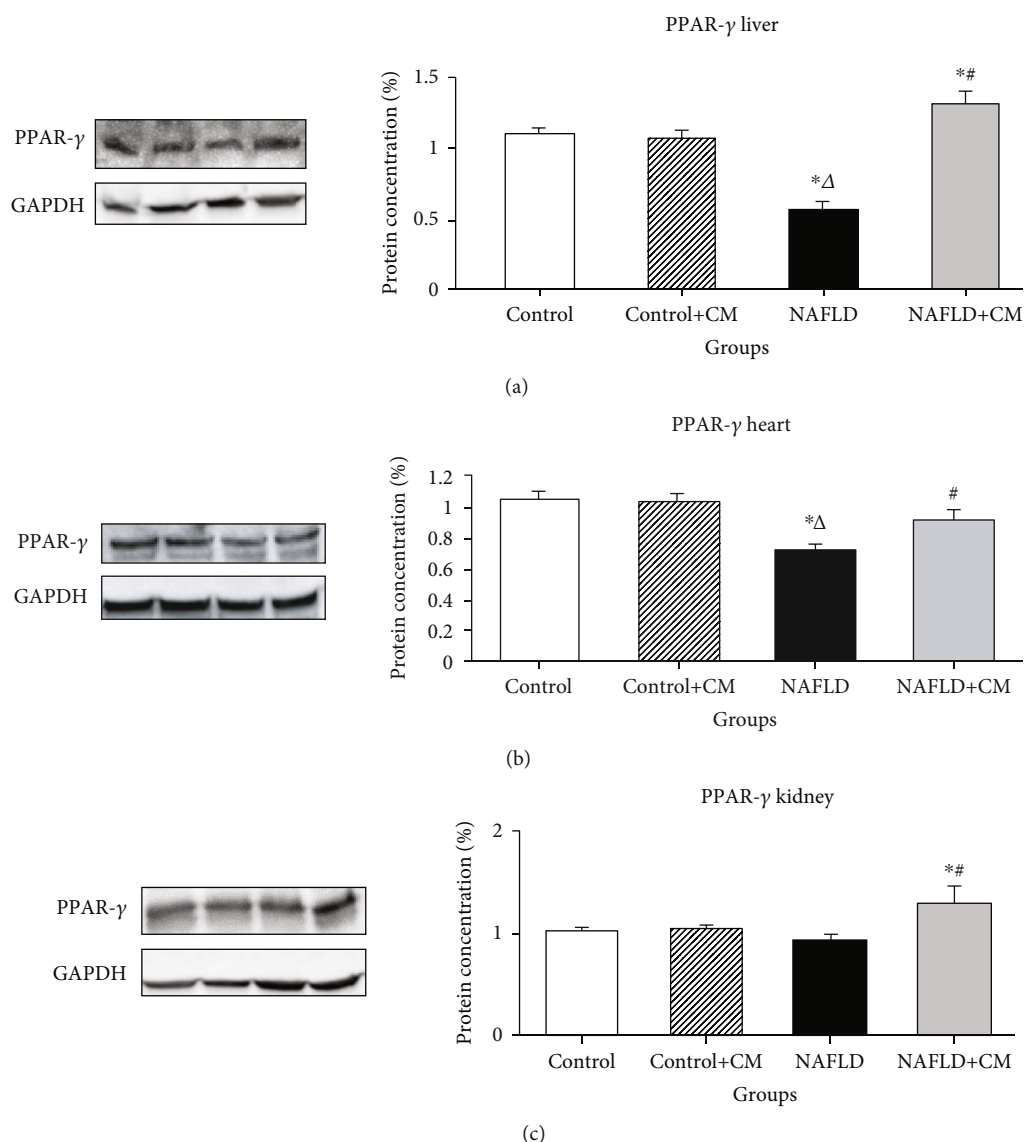 PPAR-γ liver
PPAR-γ
GAPDH
Protein concentration (%)
1.5
1
0.5
0
*Δ
*#
Control Control+CM NAFLD NAFLD+CM
Groups
(a)
PPAR-γ heart
PPAR-γ
GAPDH
Protein concentration (%)
1.2
1
0.8
0.6
0.4
0.2
0
*Δ
#
Control Control+CM NAFLD NAFLD+CM
Groups
(b)
PPAR-γ kidney
PPAR-γ
GAPDH
Protein concentration (%)
2
1
0
*#
Control Control+CM NAFLD NAFLD+CM
Groups
(c)